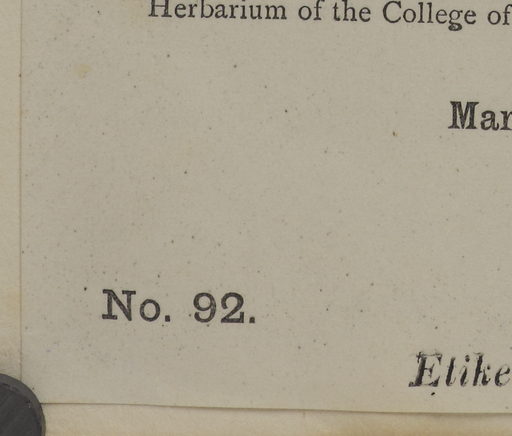 Herbarium of the College of
Mar
No. 92.
Etike